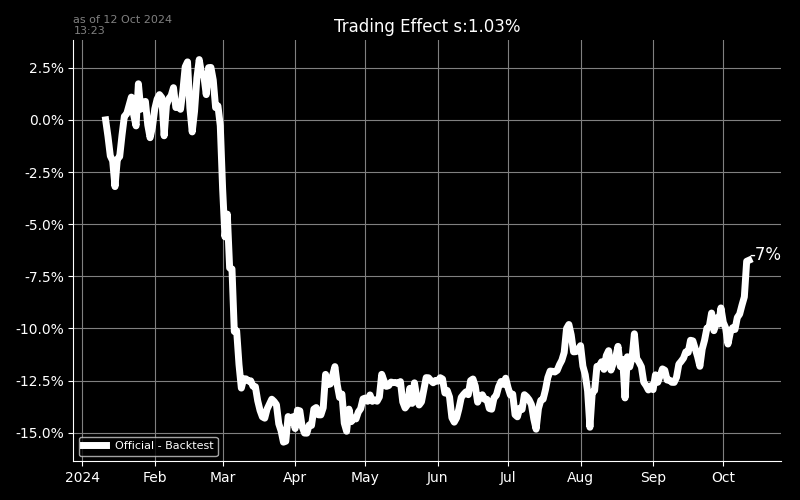 as of 12 Oct 2024
13:23
Trading Effect s:1.03%
2.5%
0.0%
-2.5%
-5.0%
-7.5%
-10.0%
-12.5%
-15.0%
-7%
Official - Backtest
2024 Feb Mar Apr May Jun Jul Aug Sep Oct